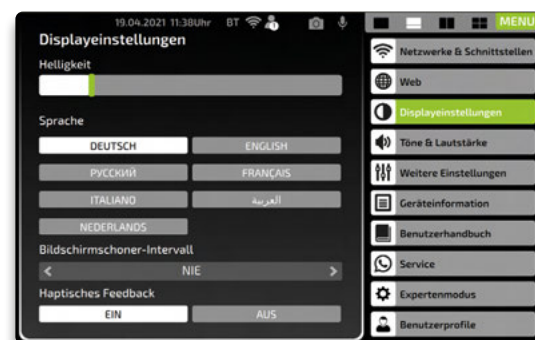 19.04.2021 11:38Uhr BT
MENU
Displayeinstellungen
Helligkeit
Sprache
DEUTSCH ENGLISH
РУССКИЙ FRANÇAIS
ITALIANO العربية
NEDERLANDS
Bildschirmschoner-Intervall
< NIE >
Haptisches Feedback
EIN AUS
Netzwerke & Schnittstellen
Web
Displayeinstellungen
Töne & Lautstärke
Weitere Einstellungen
Geräteinformation
Benutzerhandbuch
Service
Expertenmodus
Benutzerprofile